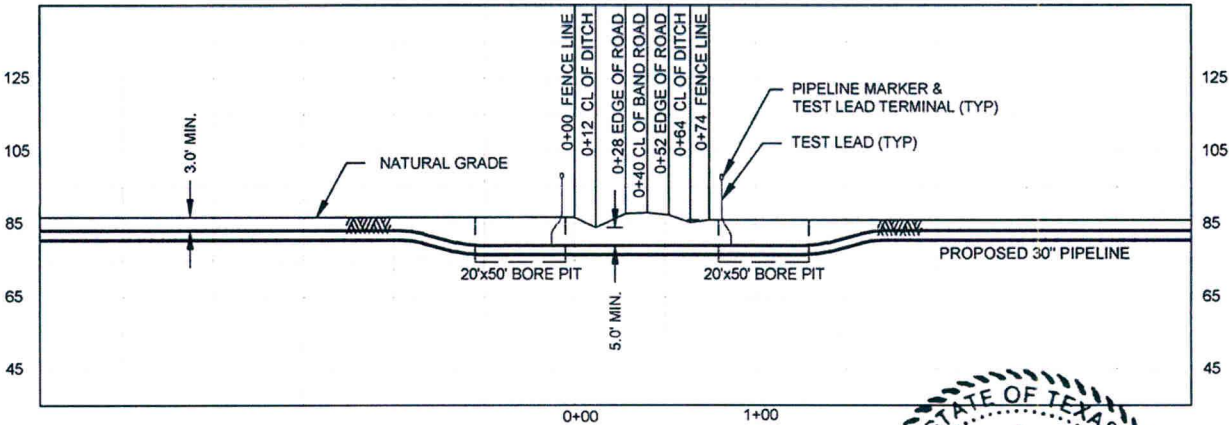 0+00 FENCE LINE
0+12 CL OF DITCH
0+28 EDGE OF ROAD
0+40 CL OF BAND ROAD
0+52 EDGE OF ROAD
0+64 CL OF DITCH
0+74 FENCE LINE
125
105
85
65
45
125
105
85
65
45
3.0' MIN.
NATURAL GRADE
PIPELINE MARKER &
TEST LEAD TERMINAL (TYP)
TEST LEAD (TYP)
PROPOSED 30" PIPELINE
20'x50' BORE PIT
20'x50' BORE PIT
5.0' MIN.
0+00
1+00
STATE OF TEXAS